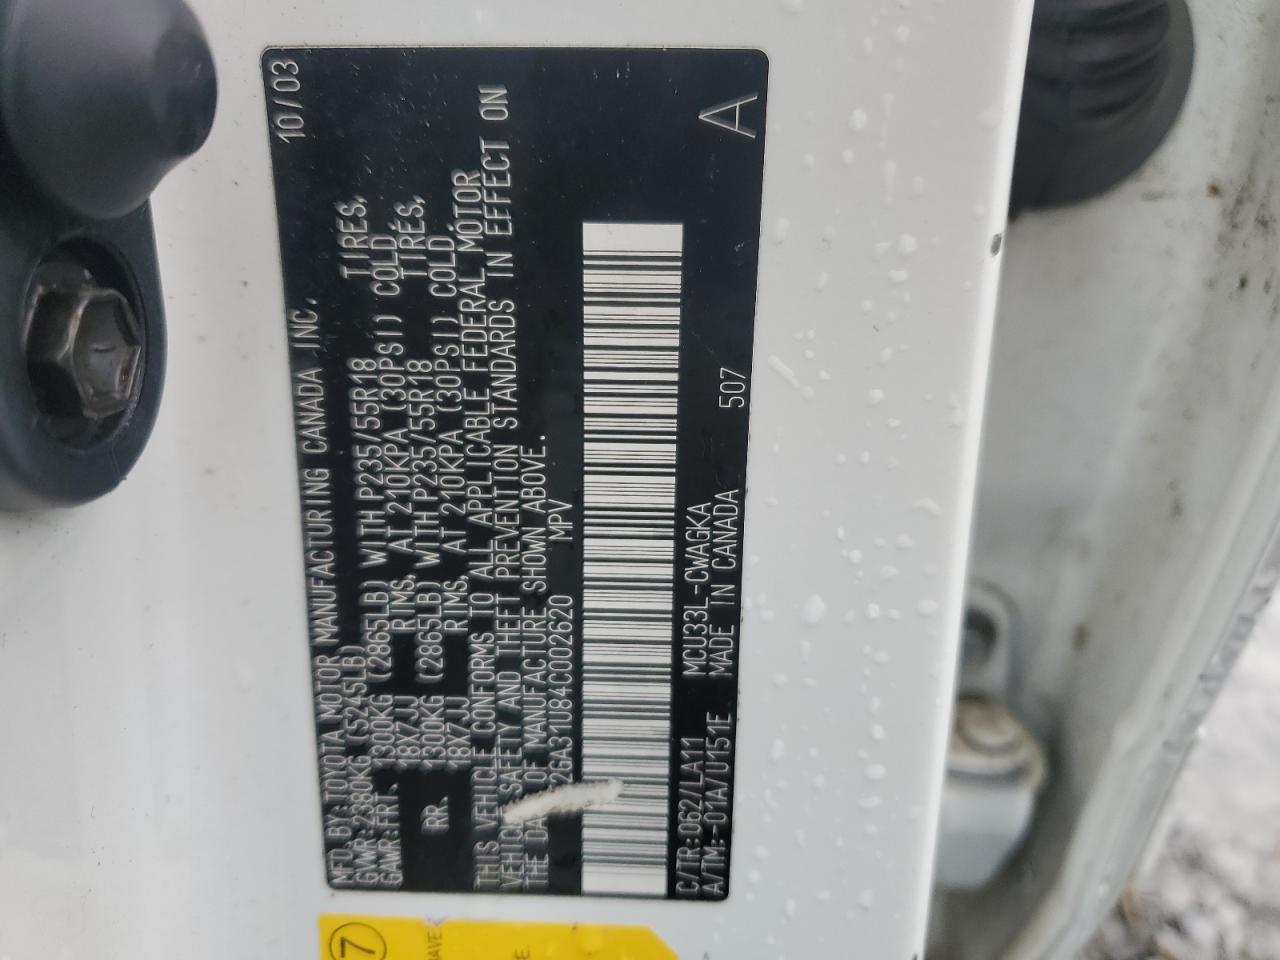 MFD. BY: TOYOTA MOTOR MANUFACTURING CANADA INC. 10/03
GVWR: 2380KG (5245LB)
GAWR: FRT. 1300KG (2865LB) WITH P235/55R18 TIRES,
18X7JJ RIMS, AT 210KPA (30PSI) COLD,
RR. 1300KG (2865LB) WITH P235/55R18 TIRES,
18X7JJ RIMS, AT 210KPA (30PSI) COLD.
THIS VEHICLE CONFORMS TO ALL APPLICABLE FEDERAL MOTOR
SAFETY AND THEFT PREVENTION STANDARDS IN EFFECT ON
THE OF MANUFACTURE SHOWN ABOVE.
2GA31U84C002620 MPV
C/TR: 062/LA11 MCU33L-CWAGKA
A/TM: -01A/U151E MADE IN CANADA 507 A
7